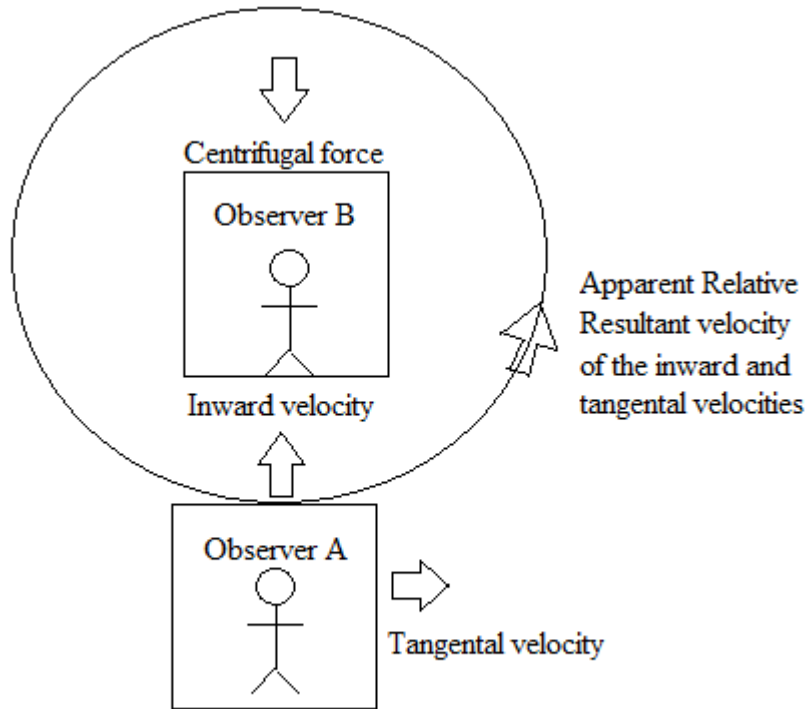 Centrifugal force
Observer B
Apparent Relative
Resultant velocity
of the inward and
tangental velocities
Inward velocity
Observer A
Tangental velocity